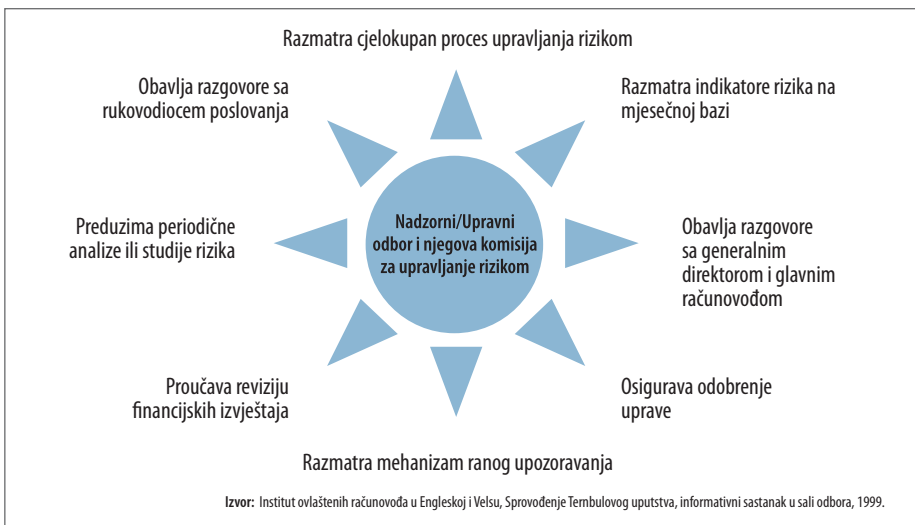 Razmatra cjelokupan proces upravljanja rizikom
Obavlja razgovore sa
rukovodiocem poslovanja
Razmatra indikatore rizika na
mjesečnoj bazi
Preduzima periodične
analize ili studije rizika
Nadzorni/Upravni
odbor i njegova komisija
za upravljanje rizikom
Obavlja razgovore
sa generalnim
direktorom i glavnim
računovođom
Proučava reviziju
financijskih izvještaja
Osigurava odobrenje
uprave
Razmatra mehanizam ranog upozoravanja
Izvor: Institut ovlaštenih računovođa u Engleskoj i Velsu, Sprovođenje Ternbulovog uputstva, informativni sastanak u sali odbora, 1999.